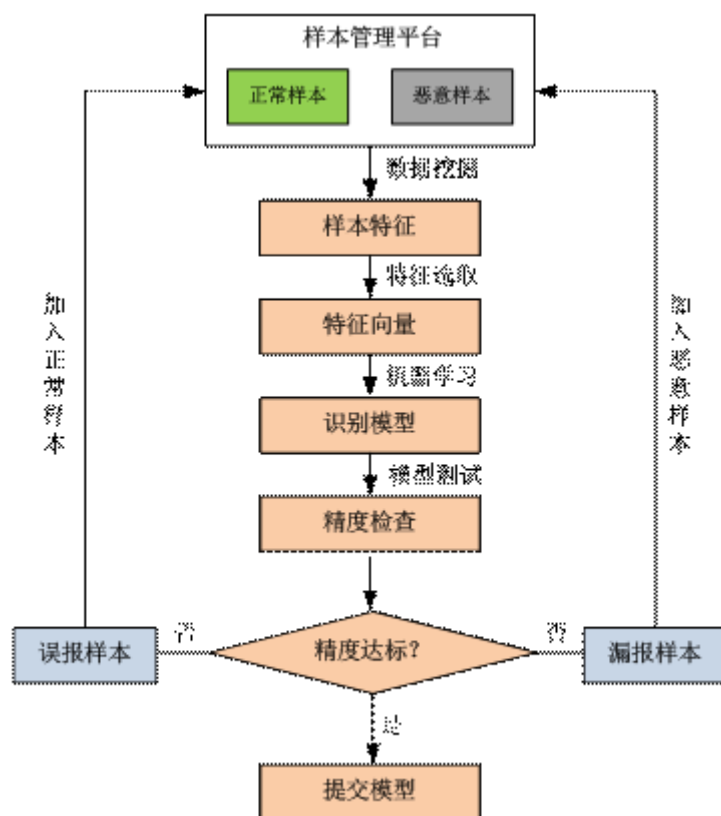 样本管理平台
正常样本
恶意样本
数据挖掘
样本特征
特征选取
特征向量
机器学习
识别模型
模型测试
精度检查
加入正常样本
加入恶意样本
误报样本
否
精度达标？
否
漏报样本
是
提交模型